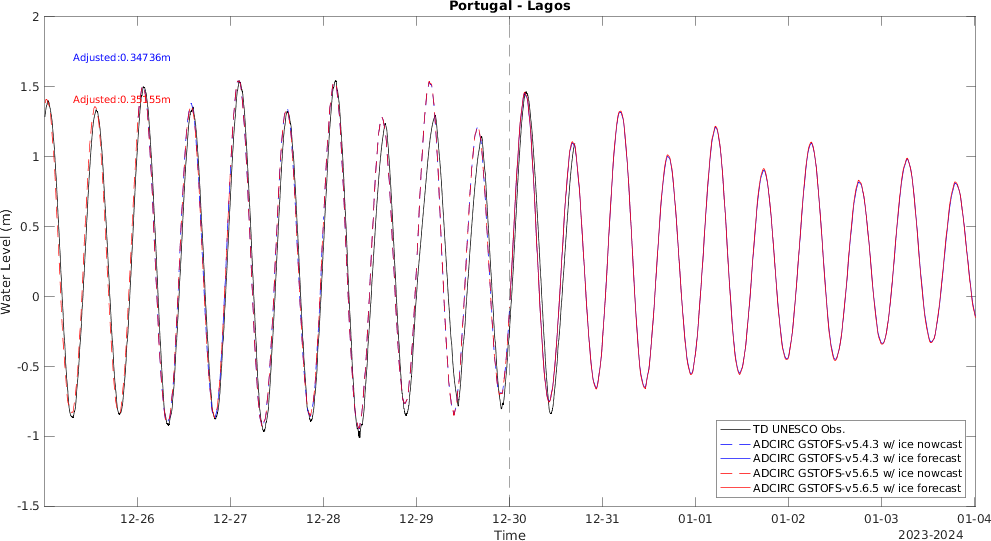 Portugal - Lagos
2
1.5
1
0.5
0
-0.5
-1
-1.5
Water Level (m)
Adjusted:0.34736m
Adjusted:0.35155m
TD UNESCO Obs.
ADCIRC GSTOFS-v5.4.3 w/ ice nowcast
ADCIRC GSTOFS-v5.4.3 w/ ice forecast
ADCIRC GSTOFS-v5.6.5 w/ ice nowcast
ADCIRC GSTOFS-v5.6.5 w/ ice forecast
12-26 12-27 12-28 12-29 12-30 12-31 01-01 01-02 01-03 01-04
Time
2023-2024